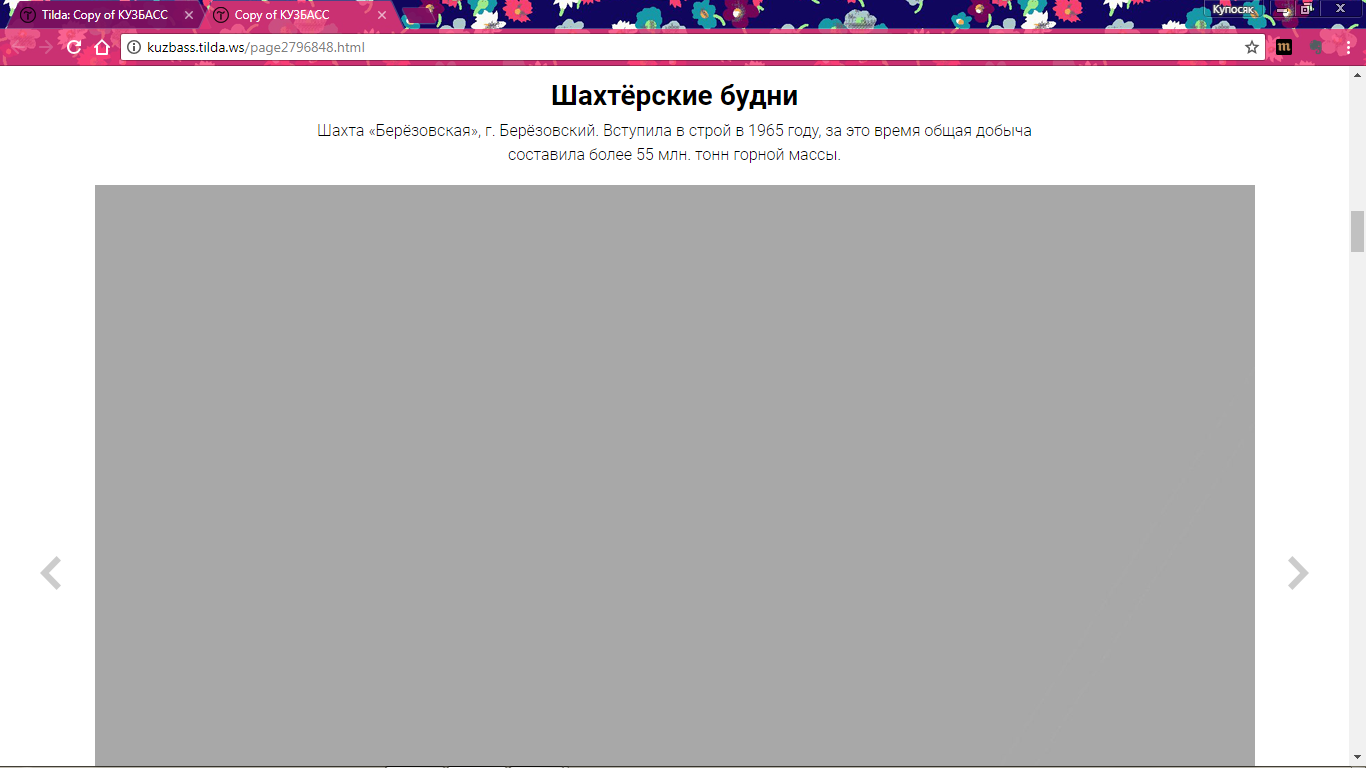 Tilda: Copy of КУЗБАСС
Copy of КУЗБАСС
Купосяк
kuzbass.tilda.ws/page2796848.html
m
Шахтёрские будни
Шахта «Берёзовская», г. Берёзовский. Вступила в строй в 1965 году, за это время общая добыча
составила более 55 млн. тонн горной массы.